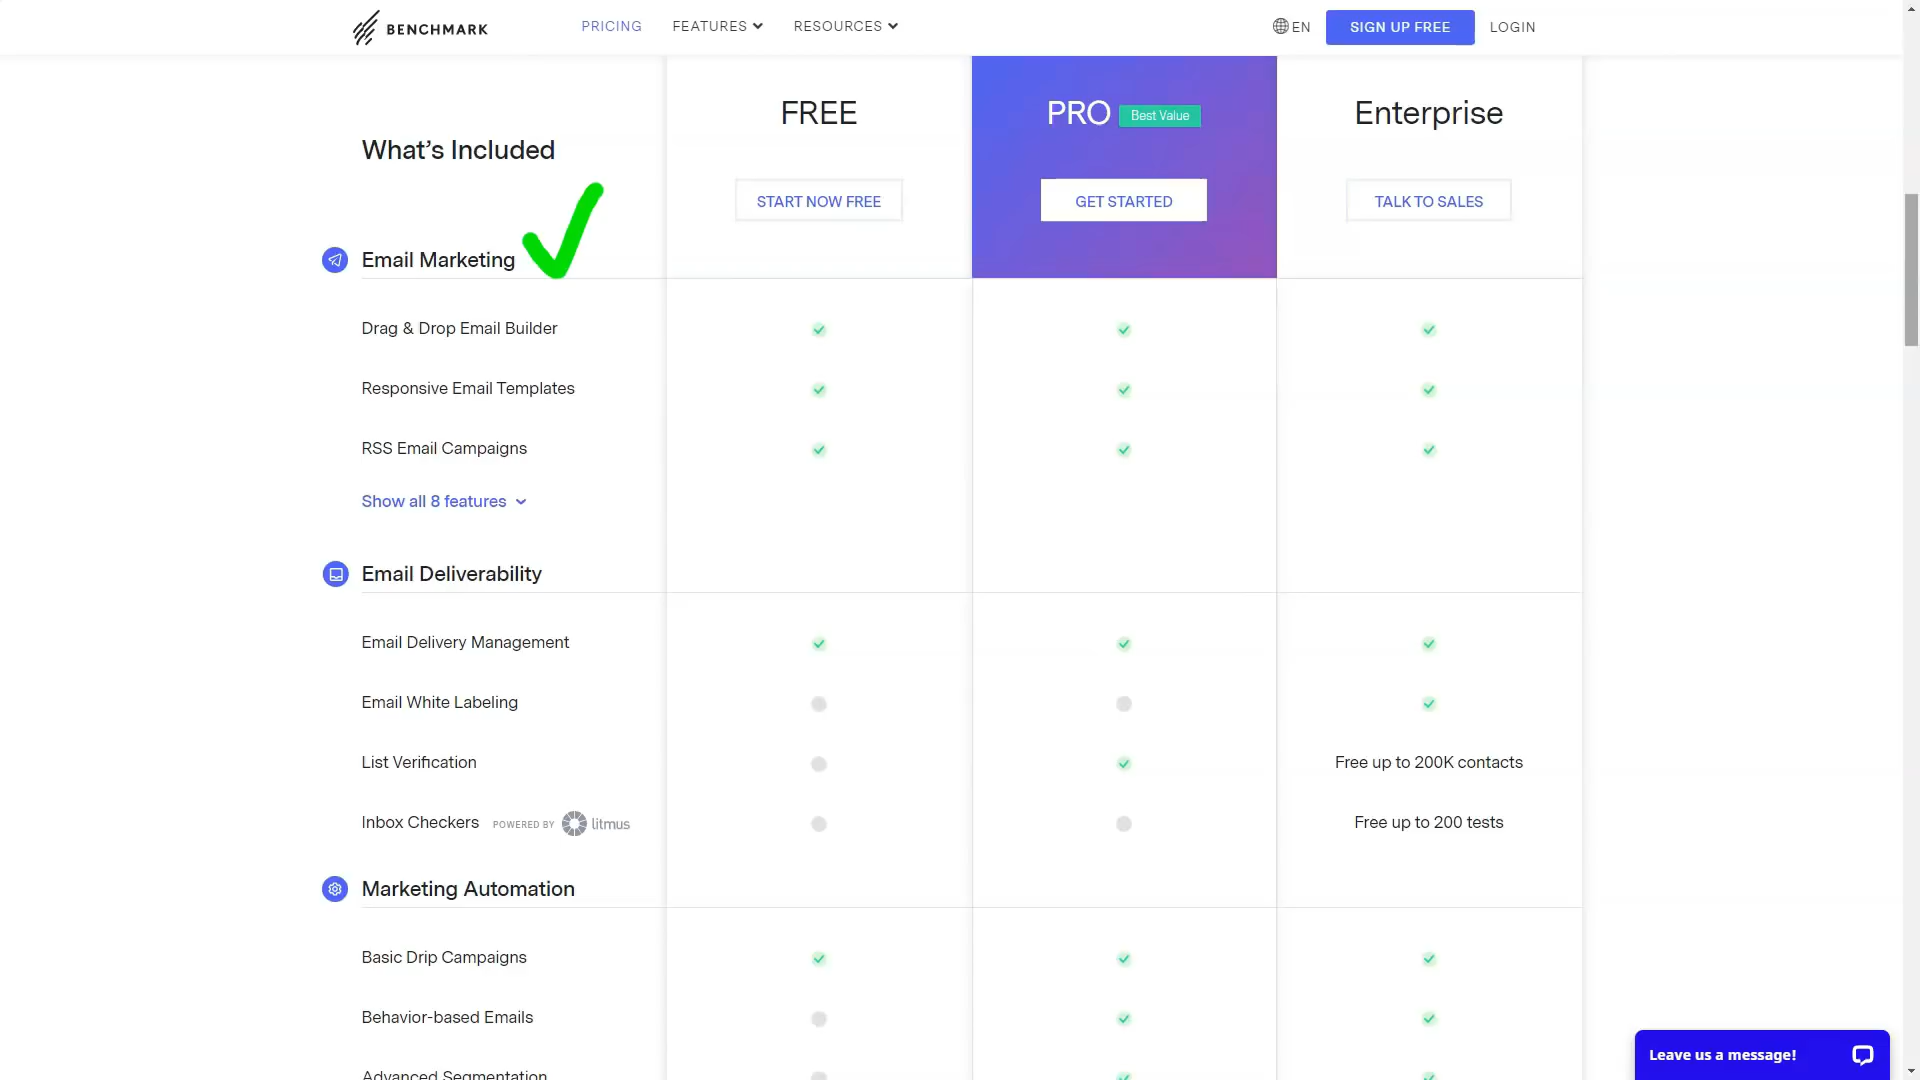 BENCHMARK
PRICING
FEATURES
RESOURCES
EN
SIGN UP FREE
LOGIN
What's Included
FREE
START NOW FREE
PRO
Best Value
GET STARTED
Enterprise
TALK TO SALES
Email Marketing
Drag & Drop Email Builder
Responsive Email Templates
RSS Email Campaigns
Show all 8 features
Email Deliverability
Email Delivery Management
Email White Labeling
List Verification
Free up to 200K contacts
Inbox Checkers POWERED BY litmus
Free up to 200 tests
Marketing Automation
Basic Drip Campaigns
Behavior-based Emails
Advanced Segmentation
Leave us a message!